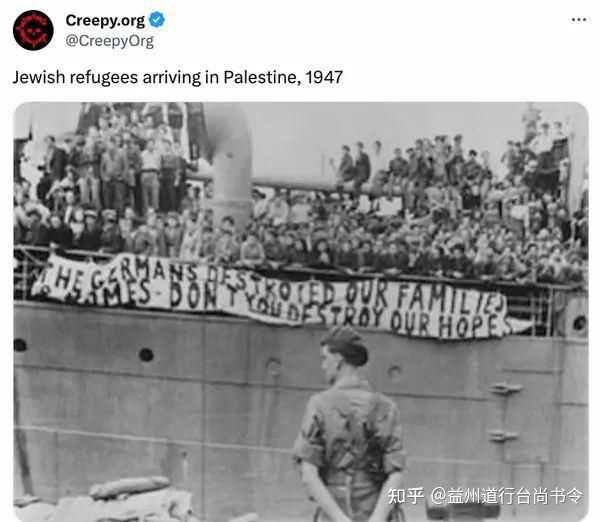 Creepy.org
@CreepyOrg
Jewish refugees arriving in Palestine, 1947
THE GERMANS DESTROYED OUR FAMILIES
& HOMES - DON'T YOU DESTROY OUR HOPES
知乎 @益州道行台尚书令